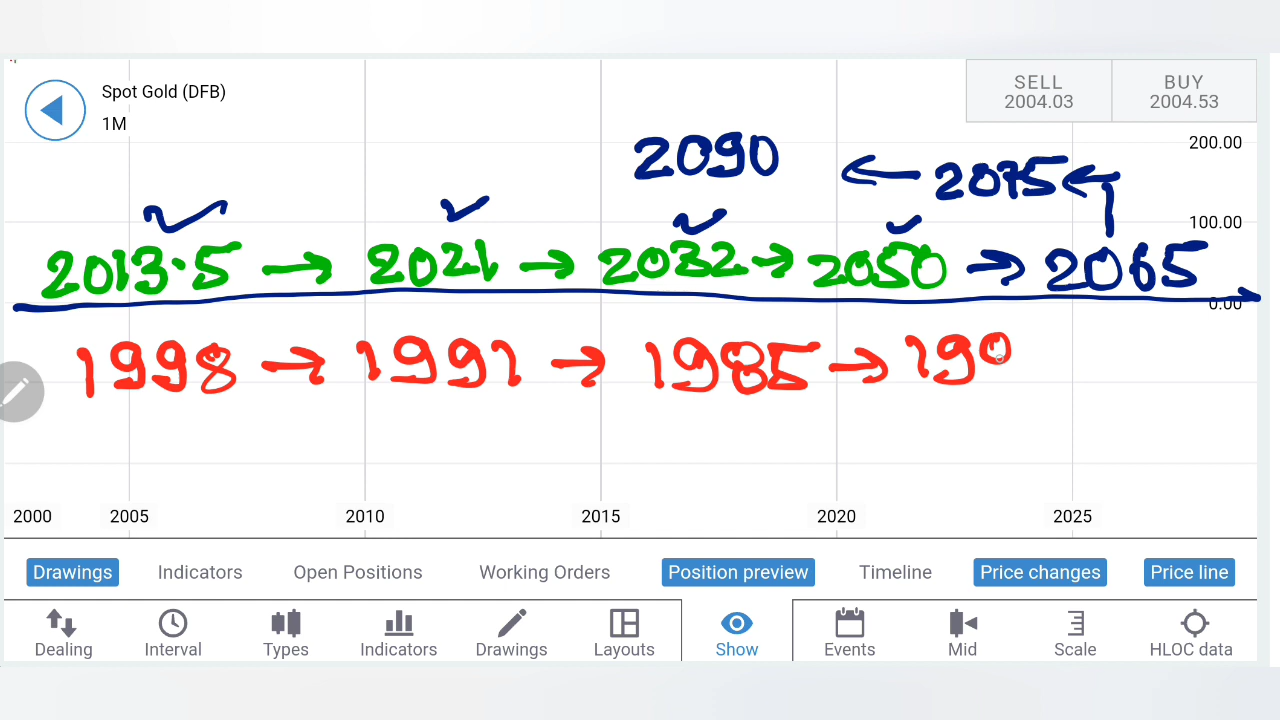 Spot Gold (DFB)
1M
SELL BUY
2004.03 2004.53
200.00
2090
← 2075 ←
100.00
2013.5 → 2021 → 2032 → 2050 → 2065
0.00
1998 → 1991 → 1985 → 190
2000 2005 2010 2015 2020 2025
Drawings Indicators Open Positions Working Orders Position preview Timeline Price changes Price line
Dealing Interval Types Indicators Drawings Layouts Show Events Mid Scale HLOC data